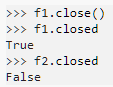 >>> f1.close()
>>> f1.closed
True
>>> f2.closed
False